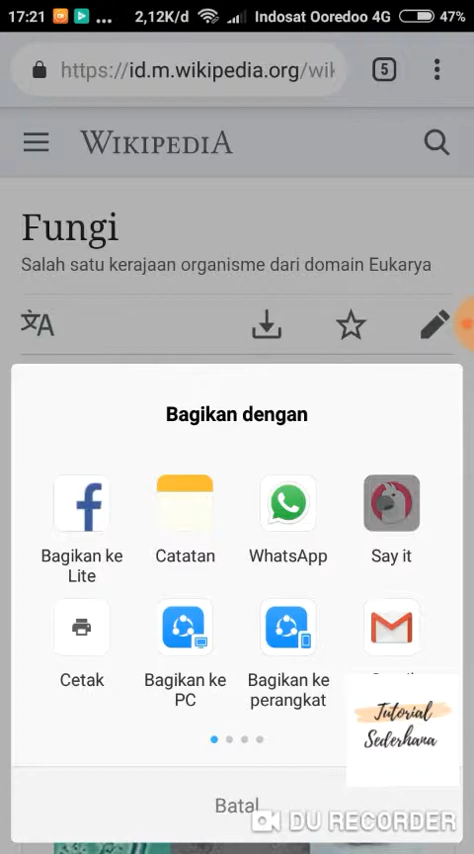 17:21 ... 2,12K/d Indosat Ooredoo 4G 47%
https://id.m.wikipedia.org/wik 5
WIKIPEDIA
Fungi
Salah satu kerajaan organisme dari domain Eukarya
Bagikan dengan
Bagikan ke Lite
Catatan
WhatsApp
Say it
Cetak
Bagikan ke PC
Bagikan ke perangkat
Tutorial
Sederhana
Batal
DU RECORDER